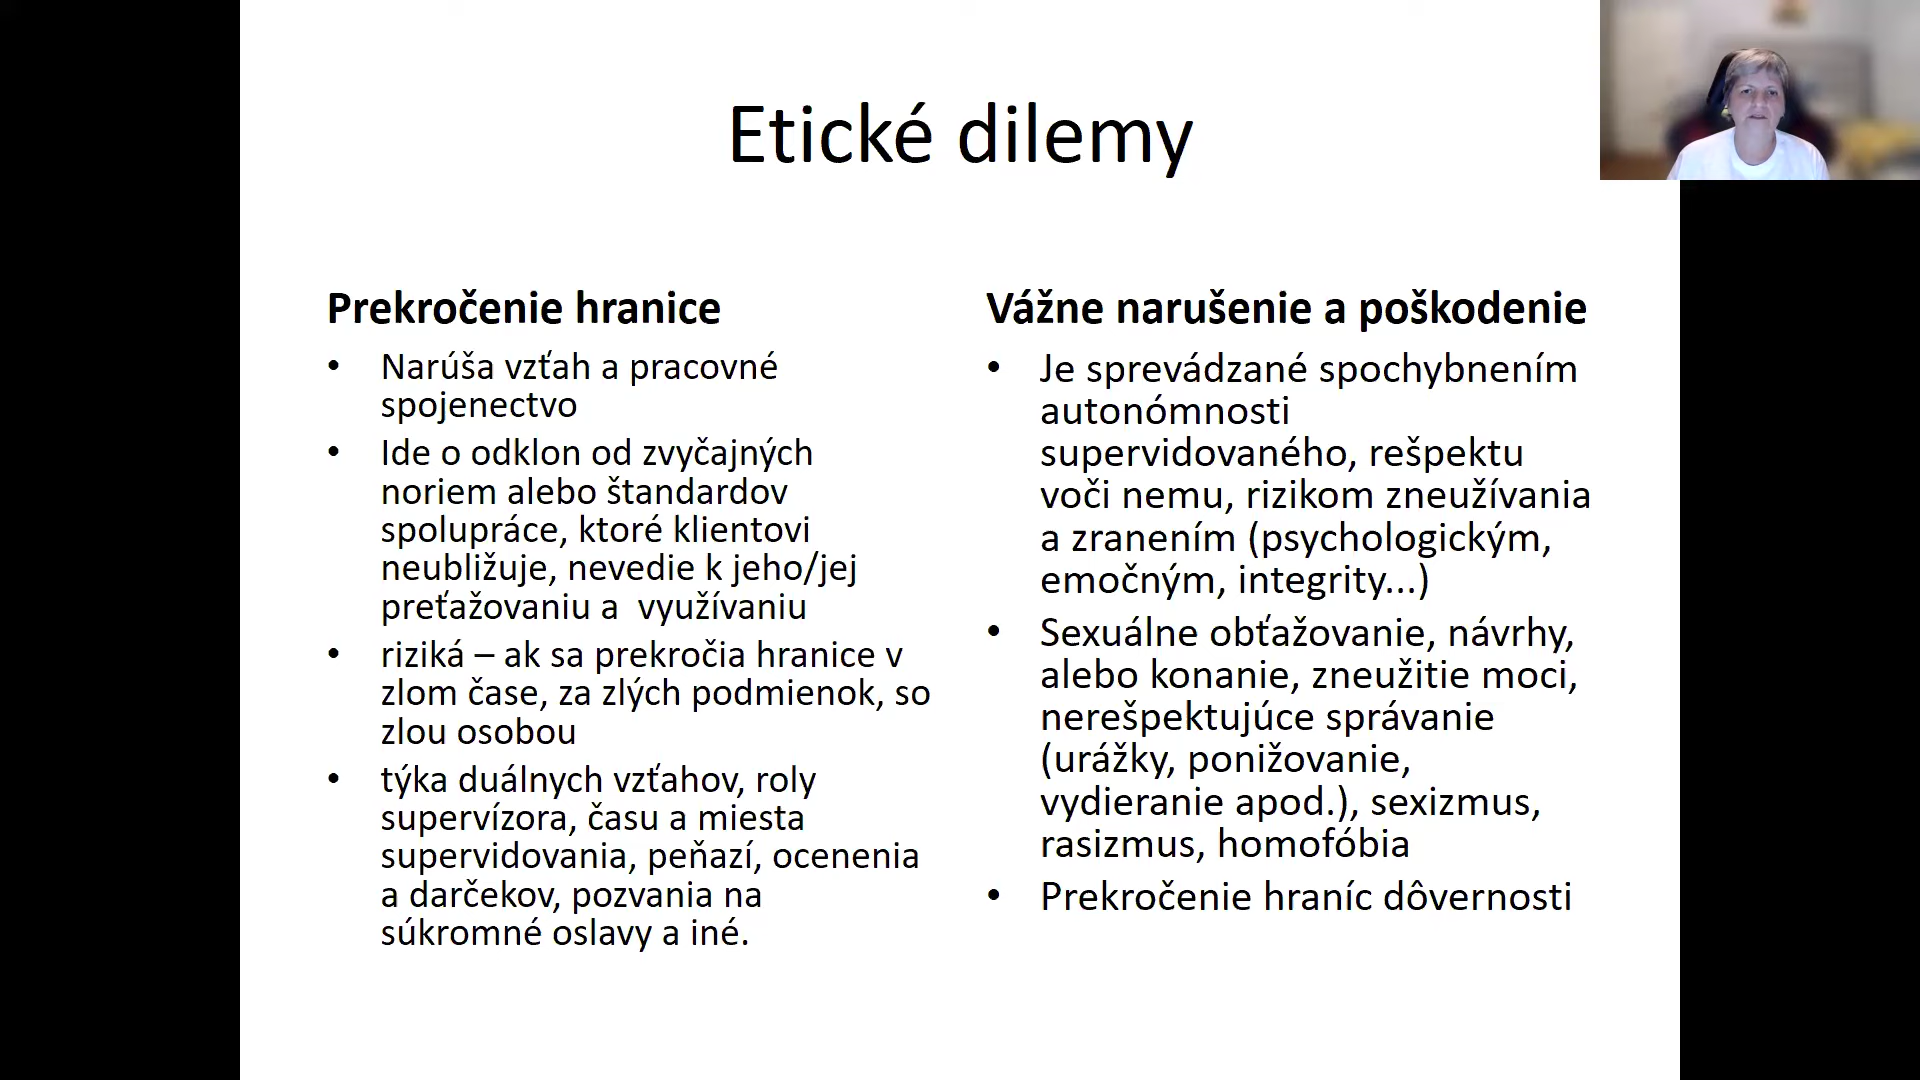 Etické dilemy
Prekročenie hranice
• Narúša vzťah a pracovné
spojenectvo
• Ide o odklon od zvyčajných
noriem alebo štandardov
spolupráce, ktoré klientovi
neubližuje, nevedie k jeho/jej
preťažovaniu a  využívaniu
• riziká – ak sa prekročia hranice v
zlom čase, za zlých podmienok, so
zlou osobou
• týka duálnych vzťahov, roly
supervízora, času a miesta
supervidovania, peňazí, ocenenia
a darčekov, pozvania na
súkromné oslavy a iné.
Vážne narušenie a poškodenie
• Je sprevádzané spochybnením
autonómnosti
supervidovaného, rešpektu
voči nemu, rizikom zneužívania
a zranením (psychologickým,
emočným, integrity...)
• Sexuálne obťažovanie, návrhy,
alebo konanie, zneužitie moci,
nerešpektujúce správanie
(urážky, ponižovanie,
vydieranie apod.), sexizmus,
rasizmus, homofóbia
• Prekročenie hraníc dôvernosti